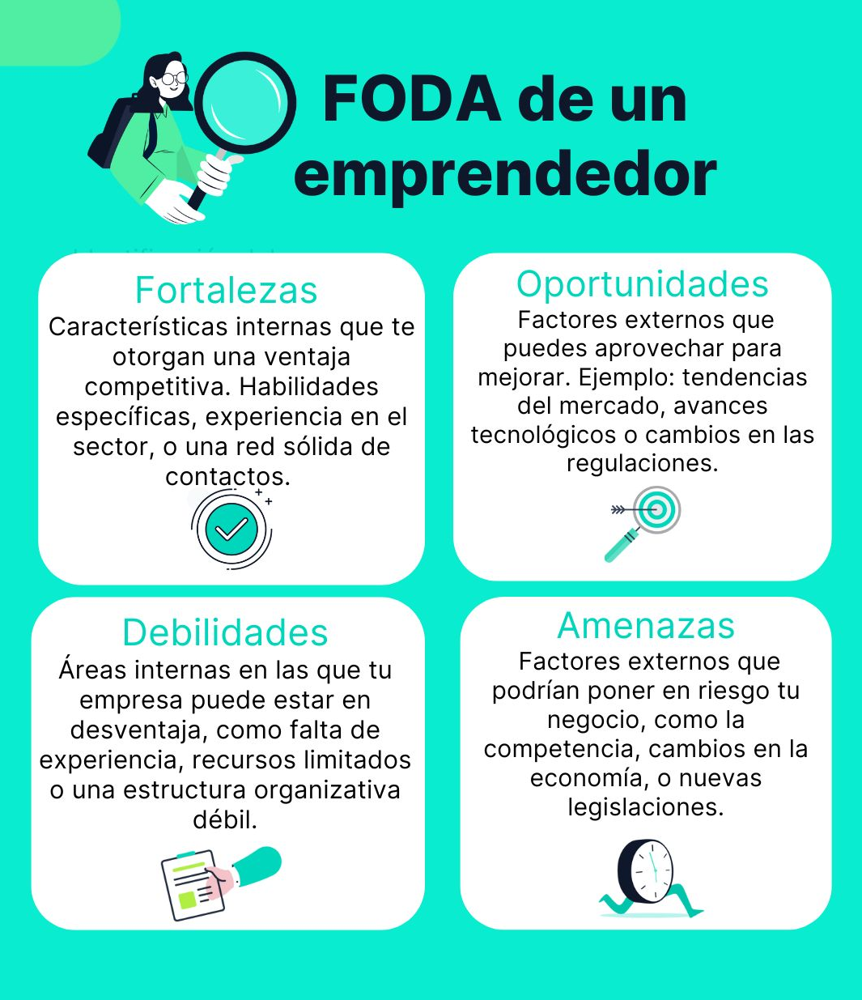 FODA de un
emprendedor
Fortalezas
Características internas que te
otorgan una ventaja
competitiva. Habilidades
específicas, experiencia en el
sector, o una red sólida de
contactos.
Oportunidades
Factores externos que
puedes aprovechar para
mejorar. Ejemplo: tendencias
del mercado, avances
tecnológicos o cambios en las
regulaciones.
Debilidades
Áreas internas en las que tu
empresa puede estar en
desventaja, como falta de
experiencia, recursos limitados
o una estructura organizativa
débil.
Amenazas
Factores externos que
podrían poner en riesgo tu
negocio, como la
competencia, cambios en la
economía, o nuevas
legislaciones.